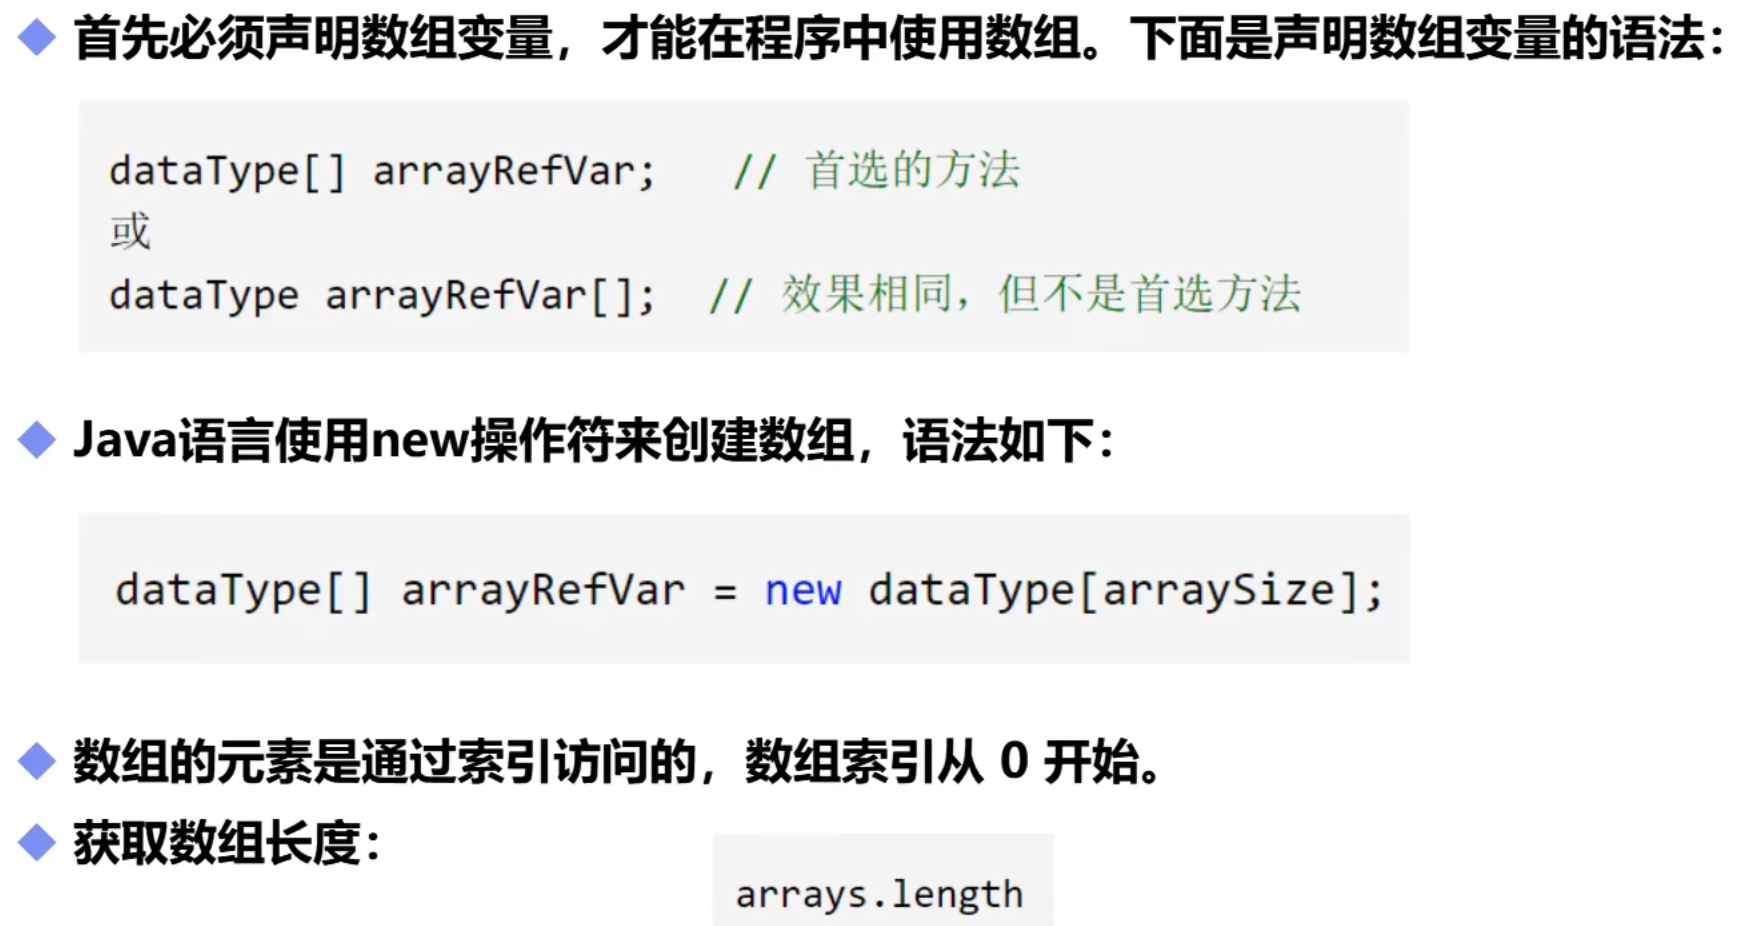 首先必须声明数组变量，才能在程序中使用数组。下面是声明数组变量的语法：
dataType[] arrayRefVar;   // 首选的方法
或
dataType arrayRefVar[];  // 效果相同，但不是首选方法
Java语言使用new操作符来创建数组，语法如下：
dataType[] arrayRefVar = new dataType[arraySize];
数组的元素是通过索引访问的，数组索引从 0 开始。
获取数组长度：
arrays.length